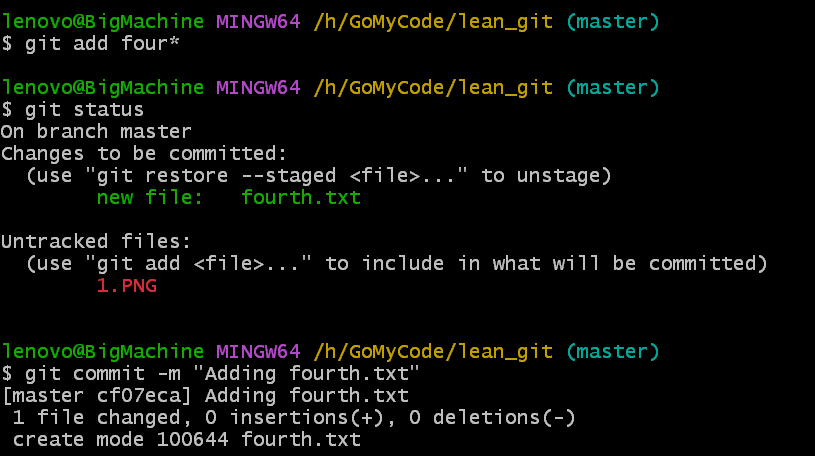 lenovo@BigMachine MINGW64 /h/GoMyCode/lean_git (master)
$ git add four*
lenovo@BigMachine MINGW64 /h/GoMyCode/lean_git (master)
$ git status
On branch master
Changes to be committed:
  (use "git restore --staged <file>..." to unstage)
        new file:   fourth.txt
Untracked files:
  (use "git add <file>..." to include in what will be committed)
        1.PNG
lenovo@BigMachine MINGW64 /h/GoMyCode/lean_git (master)
$ git commit -m "Adding fourth.txt"
[master cf07eca] Adding fourth.txt
 1 file changed, 0 insertions(+), 0 deletions(-)
 create mode 100644 fourth.txt